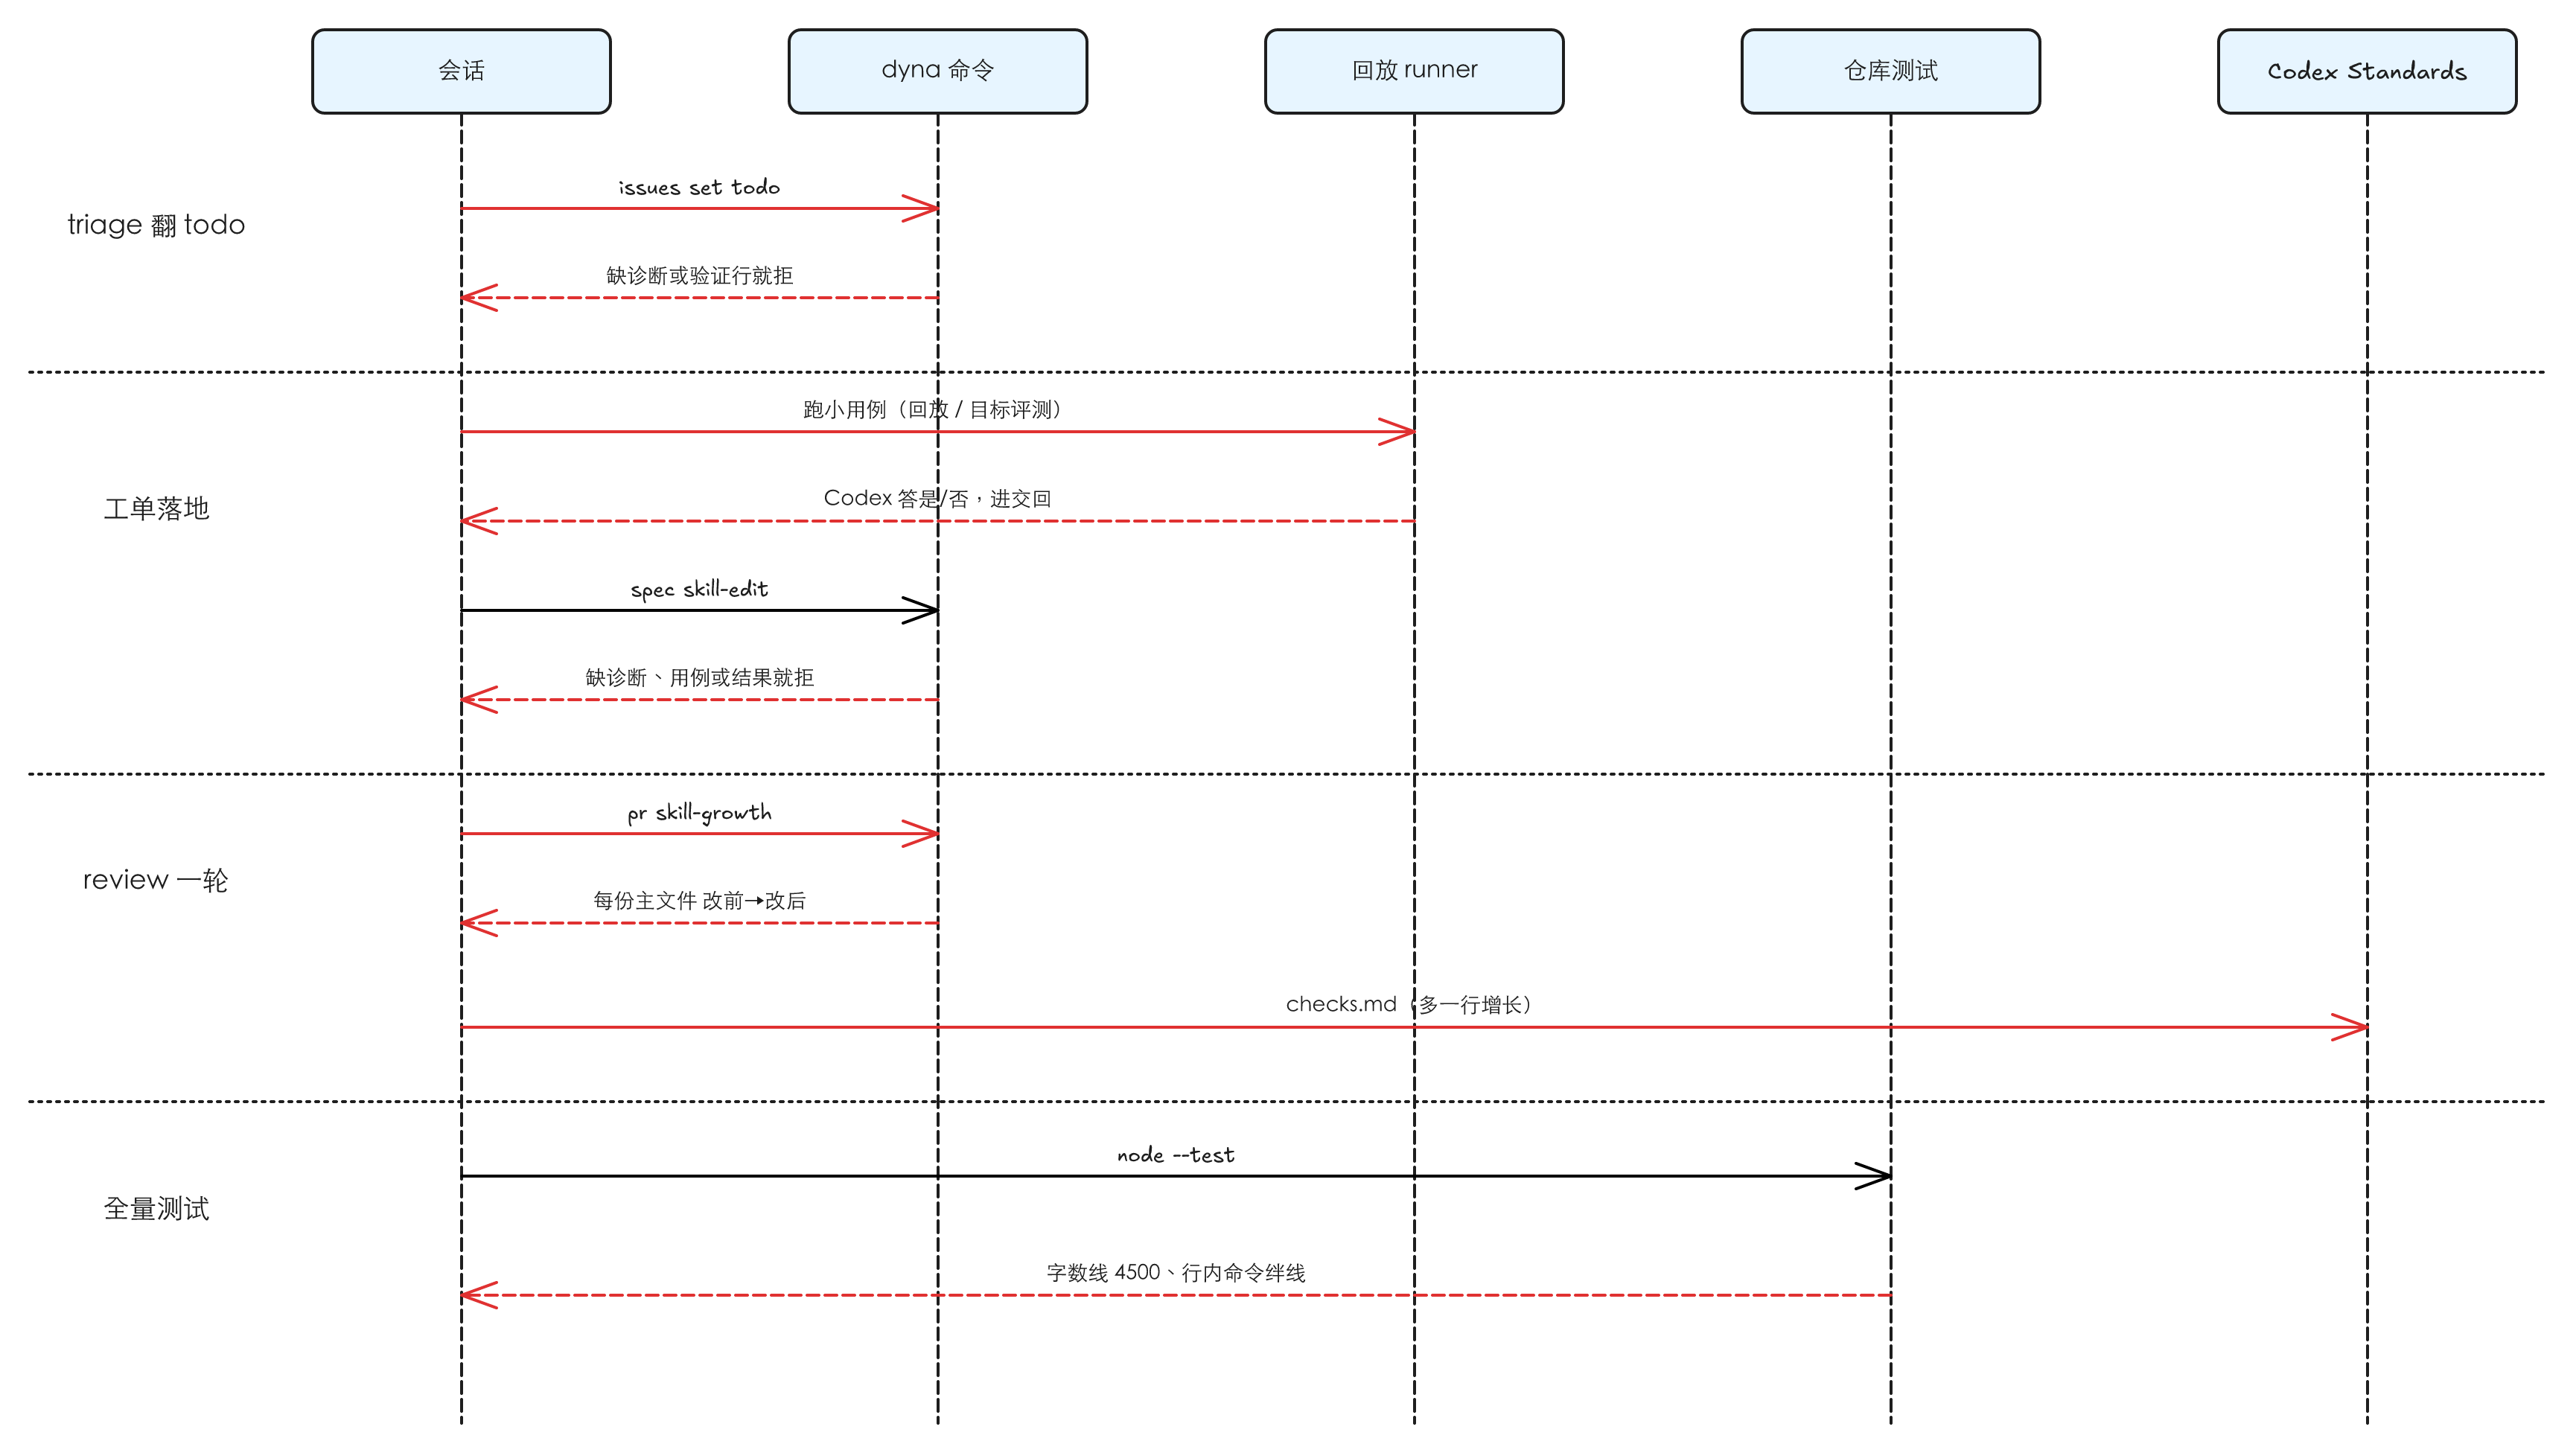 会话
dyna 命令
回放 runner
仓库测试
Codex Standards
issues set todo
triage 翻 todo
缺诊断或验证行就拒
跑小用例（回放 / 目标评测）
Codex 答是/否，进交回
工单落地
spec skill-edit
缺诊断、用例或结果就拒
pr skill-growth
review 一轮
每份主文件 改前→改后
checks.md（多一行增长）
node --test
全量测试
字数线 4500、行内命令绊线